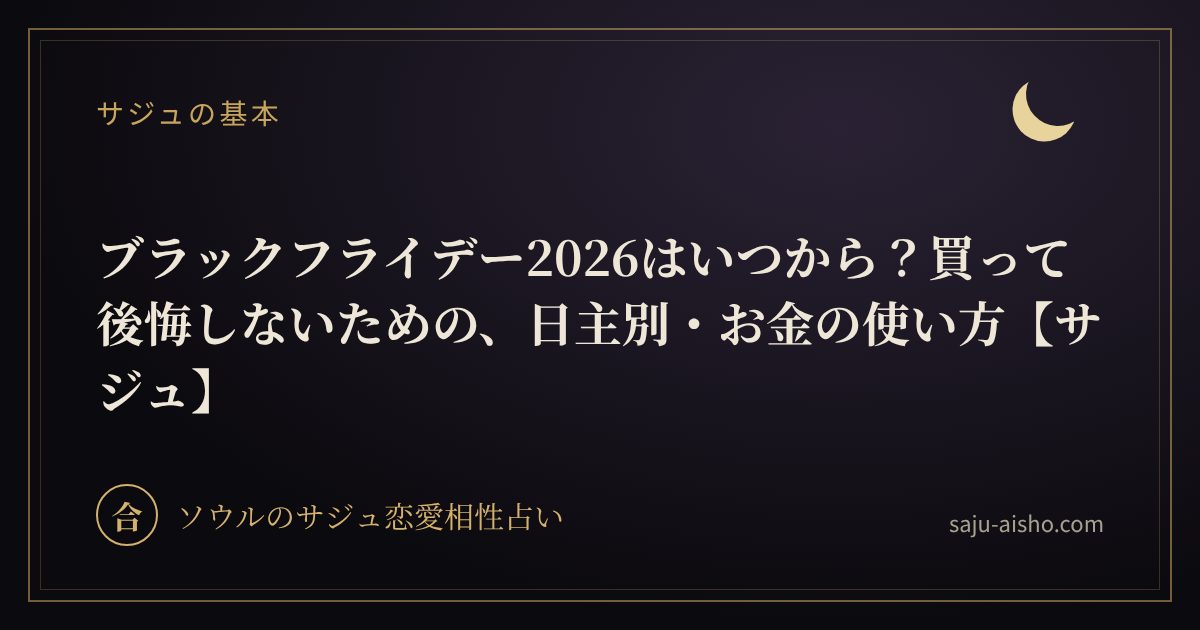 サジュの基本
ブラックフライデー2026はいつから？買って
後悔しないための、日主別・お金の使い方【サ
ジュ】
合 ソウルのサジュ恋愛相性占い
saju-aisho.com